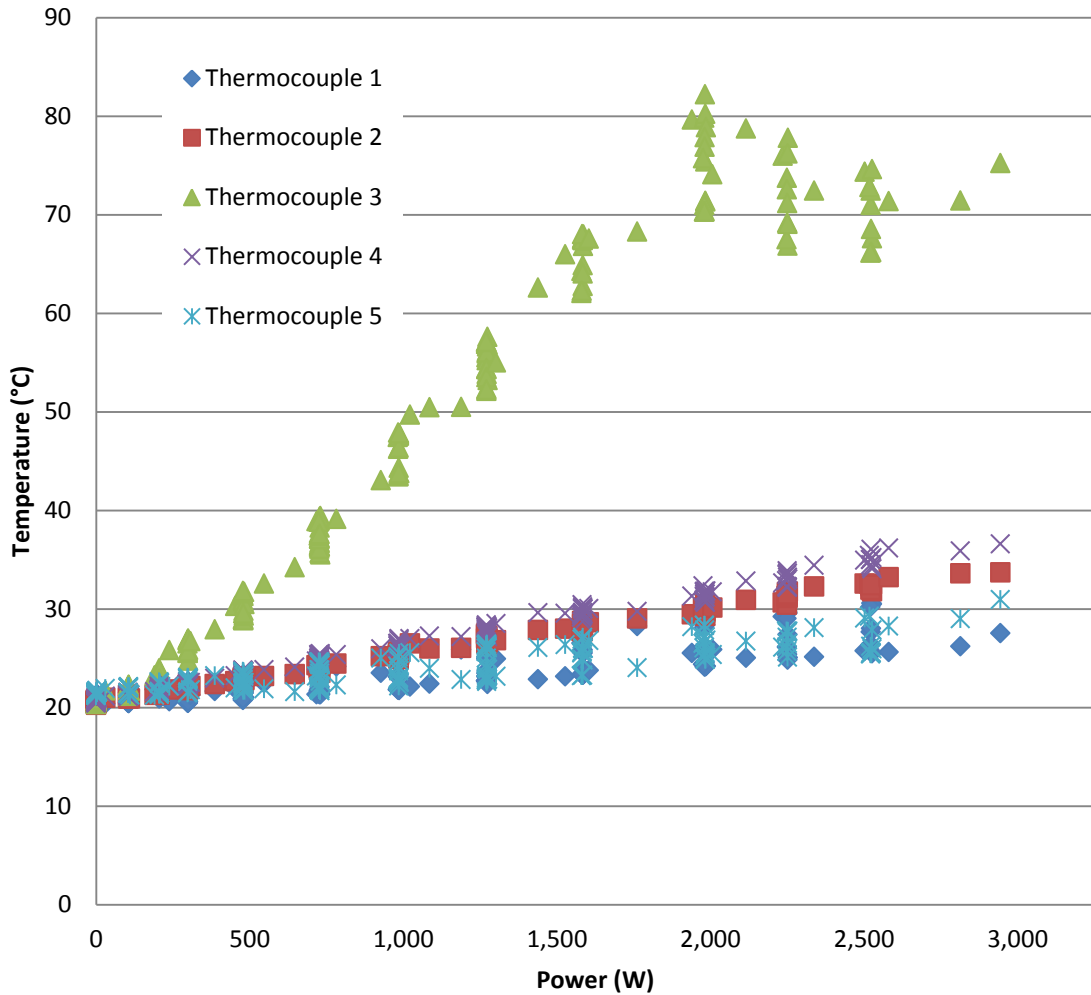 90
80
70
60
50
40
30
20
10
0
Temperature (°C)
Thermocouple 1
Thermocouple 2
Thermocouple 3
Thermocouple 4
Thermocouple 5
0 500 1,000 1,500 2,000 2,500 3,000
Power (W)